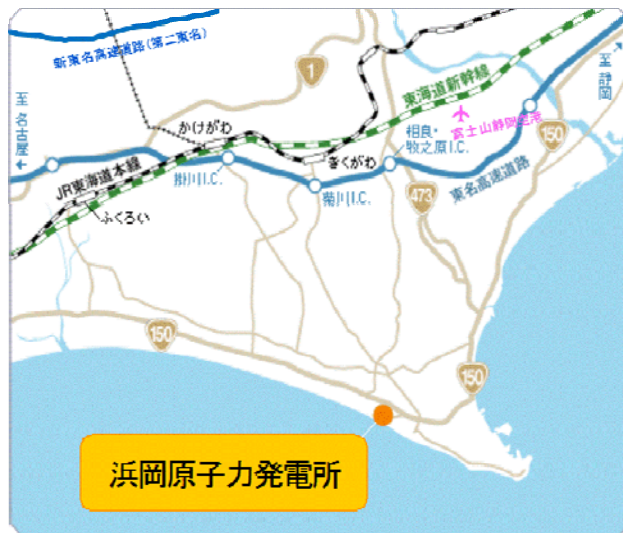 新東名高速道路(第二東名)
1
至名古屋
至静岡
東海道新幹線
富士山静岡空港
かけがわ
相良・
牧之原I.C.
150
JR東海道本線
きくがわ
掛川I.C.
菊川I.C.
473
東名高速道路
ふくろい
150
150
浜岡原子力発電所